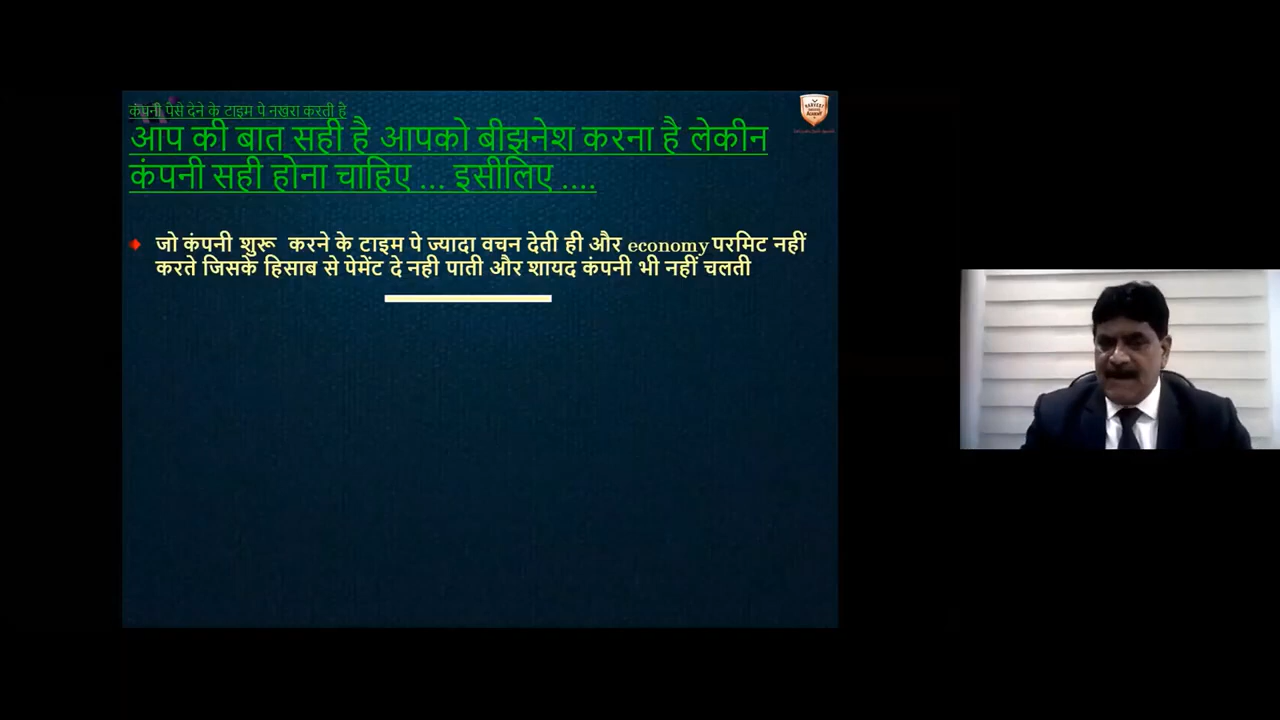 कंपनी पैसे देने के टाइम पे नखरा करती है
आप की बात सही है आपको बीझनेश करना है लेकीन
कंपनी सही होना चाहिए ... इसीलिए ....
जो कंपनी शुरू करने के टाइम पे ज्यादा वचन देती ही और economy परमिट नहीं
करते जिसके हिसाब से पेमेंट दे नही पाती और शायद कंपनी भी नहीं चलती
HARVEST